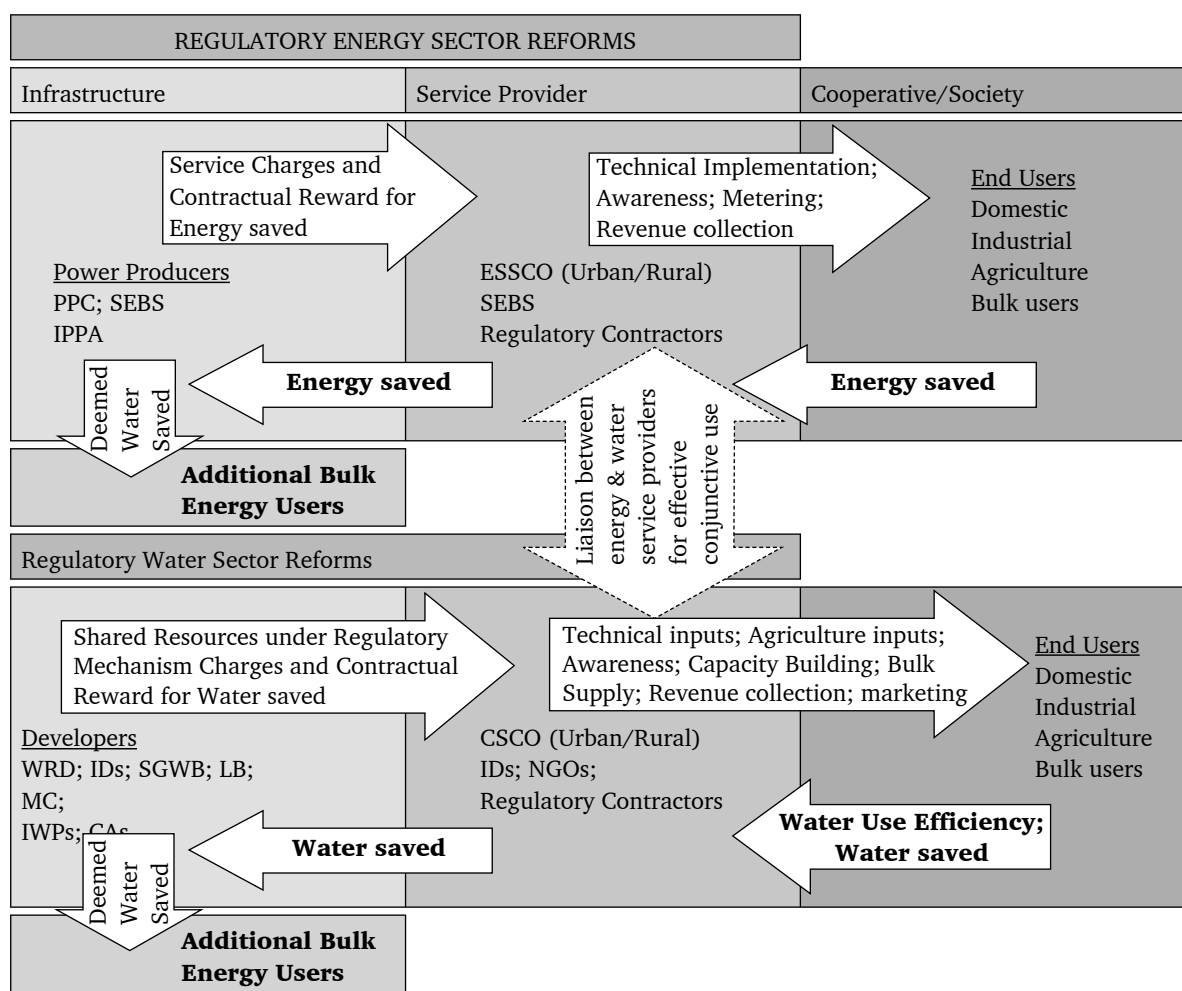 REGULATORY ENERGY SECTOR REFORMS
Infrastructure
Service Provider
Cooperative/Society
Service Charges and
Contractual Reward for
Energy saved
Technical Implementation;
Awareness; Metering;
Revenue collection
End Users
Domestic
Industrial
Agriculture
Bulk users
Power Producers
PPC; SEBS
IPPA
ESSCO (Urban/Rural)
SEBS
Regulatory Contractors
Deemed
Water
Saved
Energy saved
Energy saved
Liaison between
energy & water
service providers
for effective
conjunctive use
Additional Bulk
Energy Users
Regulatory Water Sector Reforms
Shared Resources under Regulatory
Mechanism Charges and Contractual
Reward for Water saved
Technical inputs; Agriculture inputs;
Awareness; Capacity Building; Bulk
Supply; Revenue collection; marketing
End Users
Domestic
Industrial
Agriculture
Bulk users
Developers
WRD; IDs; SGWB; LB;
MC;
IWPs; CAs
CSCO (Urban/Rural)
IDs; NGOs;
Regulatory Contractors
Deemed
Water
Saved
Water saved
Water Use Efficiency;
Water saved
Additional Bulk
Energy Users